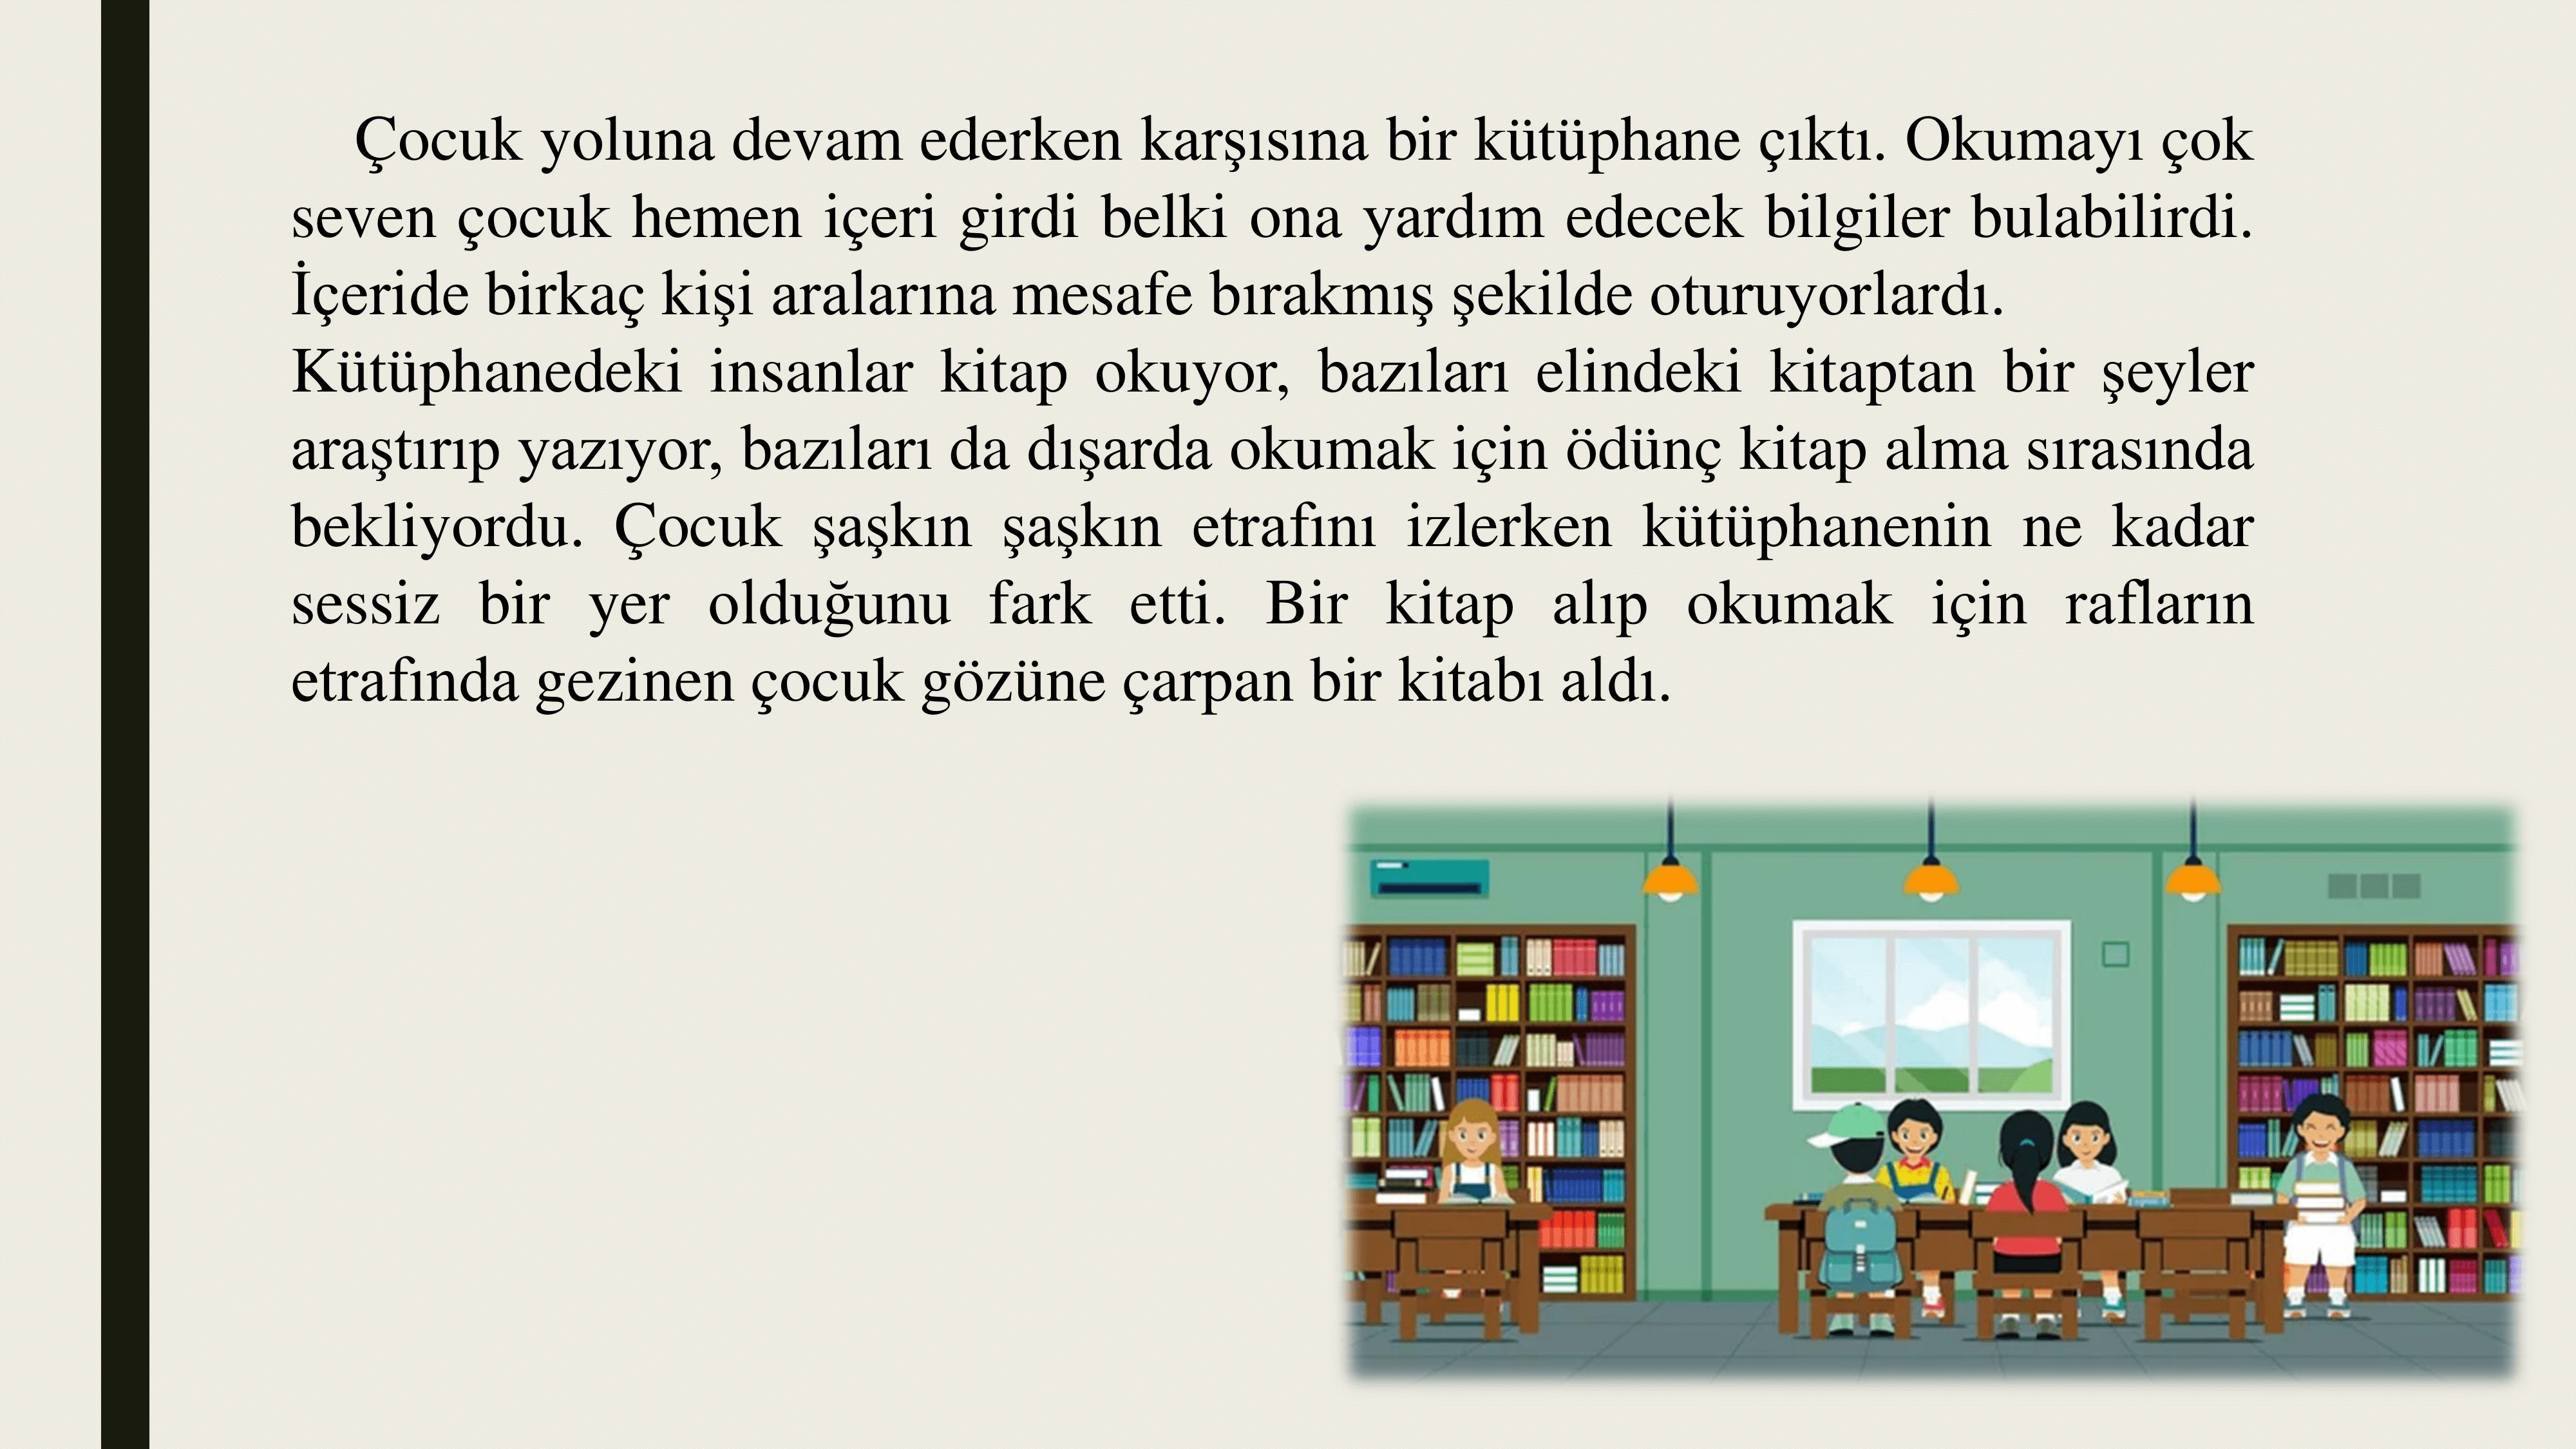 Çocuk yoluna devam ederken karşısına bir kütüphane çıktı. Okumayı çok
seven çocuk hemen içeri girdi belki ona yardım edecek bilgiler bulabilirdi.
İçeride birkaç kişi aralarına mesafe bırakmış şekilde oturuyorlardı.
Kütüphanedeki insanlar kitap okuyor, bazıları elindeki kitaptan bir şeyler
araştırıp yazıyor, bazıları da dışarda okumak için ödünç kitap alma sırasında
bekliyordu. Çocuk şaşkın şaşkın etrafını izlerken kütüphanenin ne kadar
sessiz bir yer olduğunu fark etti. Bir kitap alıp okumak için rafların
etrafında gezinen çocuk gözüne çarpan bir kitabı aldı.